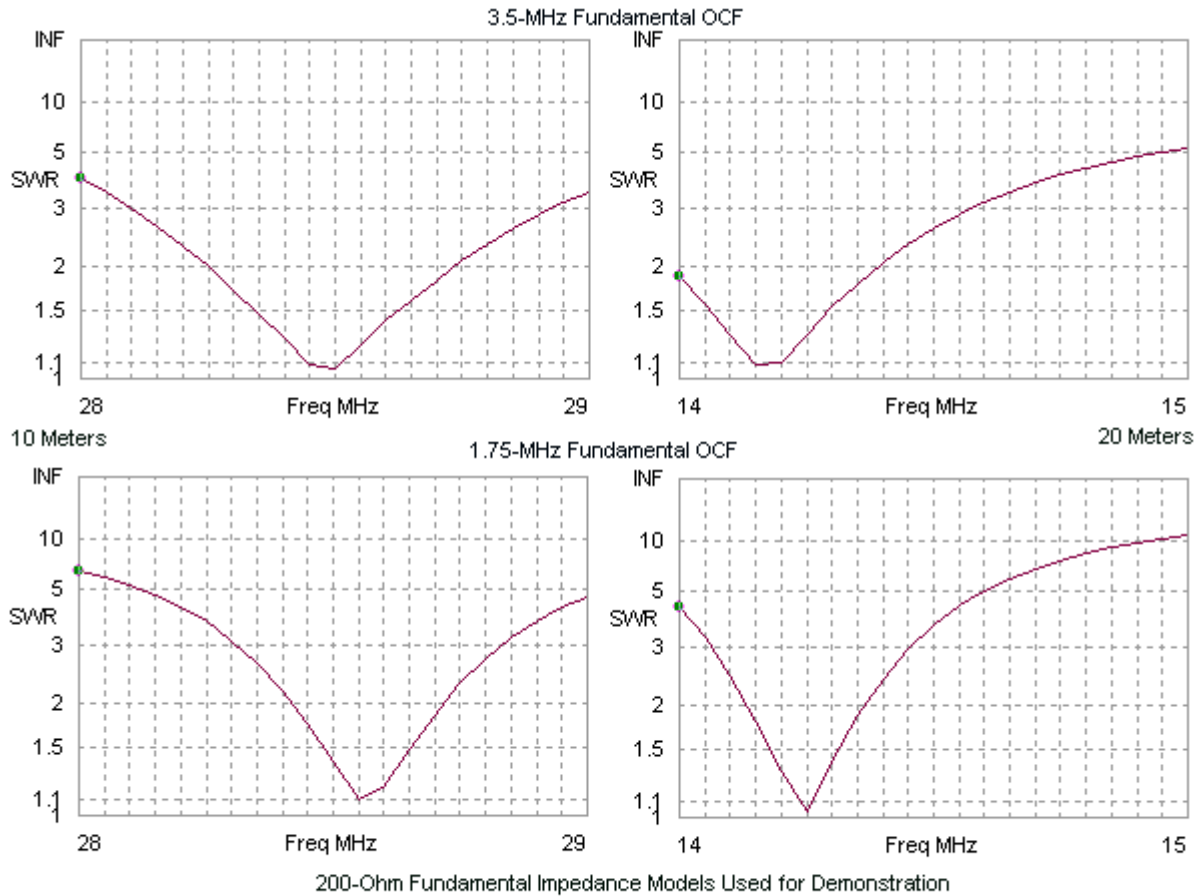 3.5-MHz Fundamental OCF
INF
10
5
SWR
3
2
1.5
1.1
1
28
Freq MHz
29
INF
10
5
SWR
3
2
1.5
1.1
1
14
Freq MHz
15
10 Meters
20 Meters
1.75-MHz Fundamental OCF
INF
10
5
SWR
3
2
1.5
1.1
1
28
Freq MHz
29
INF
10
5
SWR
3
2
1.5
1.1
1
14
Freq MHz
15
200-Ohm Fundamental Impedance Models Used for Demonstration